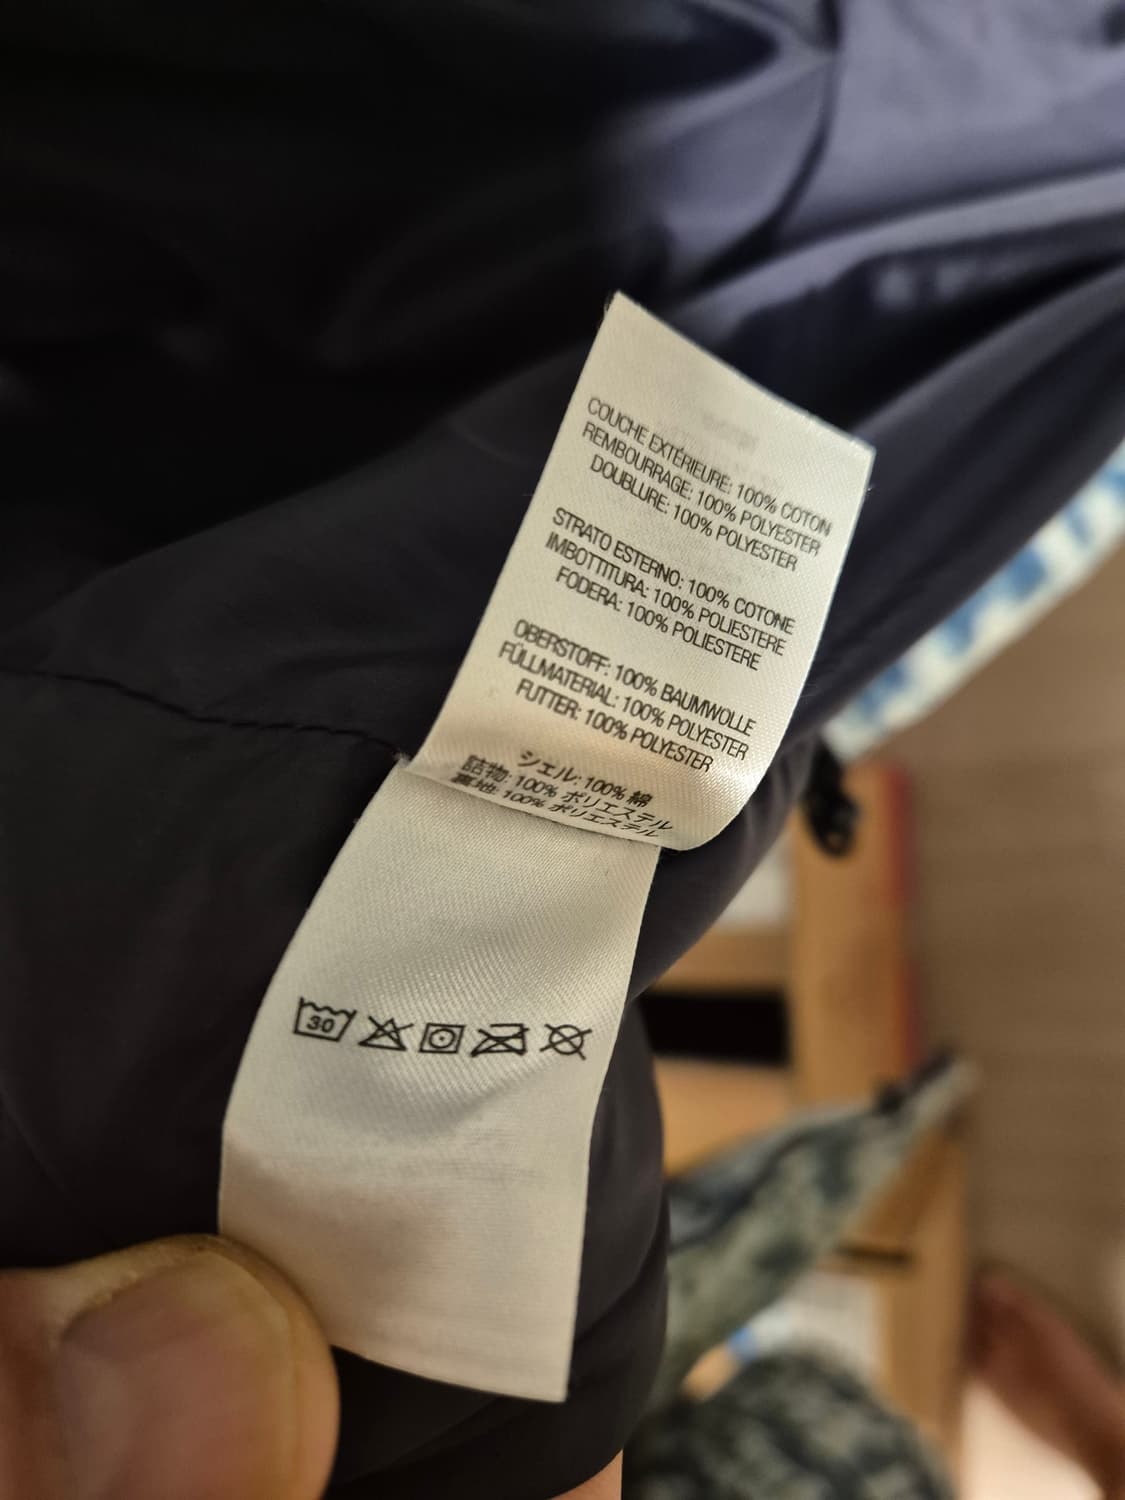 COUCHE EXTÉRIEURE: 100% COTON
REMBOURRAGE: 100% POLYESTER
DOUBLURE: 100% POLYESTER
STRATO ESTERNO: 100% COTONE
IMBOTTITURA: 100% POLIESTERE
FODERA: 100% POLIESTERE
OBERSTOFF: 100% BAUMWOLLE
FÜLLMATERIAL: 100% POLYESTER
FUTTER: 100% POLYESTER
シェル: 100% 綿
詰物: 100% ポリエステル
裏地: 100% ポリエステル
30